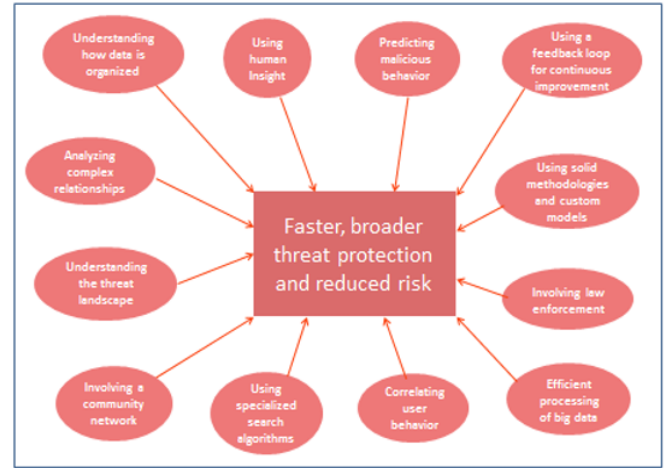 Understanding
how data is
organized
Using
human
Insight
Predicting
malicious
behavior
Using a
feedback loop
for continuous
improvement
Analyzing
complex
relationships
Using solid
methodologies
and custom
models
Faster, broader
threat protection
and reduced risk
Understanding
the threat
landscape
Involving law
enforcement
Involving a
community
network
Using
specialized
search
algorithms
Correlating
user
behavior
Efficient
processing
of big data